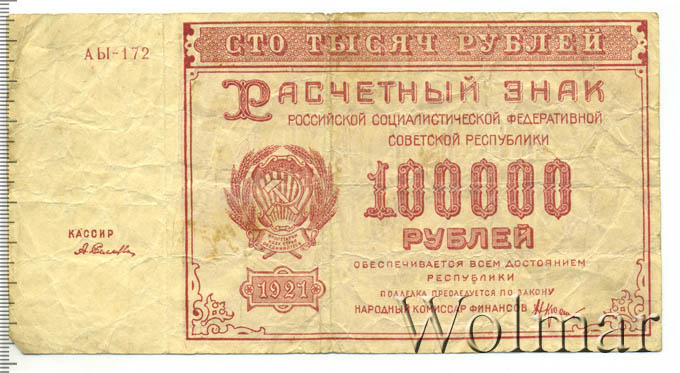 СТО ТЫСЯЧ РУБЛЕЙ
АЫ-172
РАСЧЕТНЫЙ ЗНАК
РОССИЙСКОЙ СОЦИАЛИСТИЧЕСКОЙ ФЕДЕРАТИВНОЙ
СОВЕТСКОЙ РЕСПУБЛИКИ
100000
РУБЛЕЙ
КАССИР
ОБЕСПЕЧИВАЕТСЯ ВСЕМ ДОСТОЯНИЕМ
РЕСПУБЛИКИ
1921
ПОДДЕЛКА ПРЕСЛЕДУЕТСЯ ПО ЗАКОНУ
НАРОДНЫЙ КОМИССАР ФИНАНСОВ
Wolmar